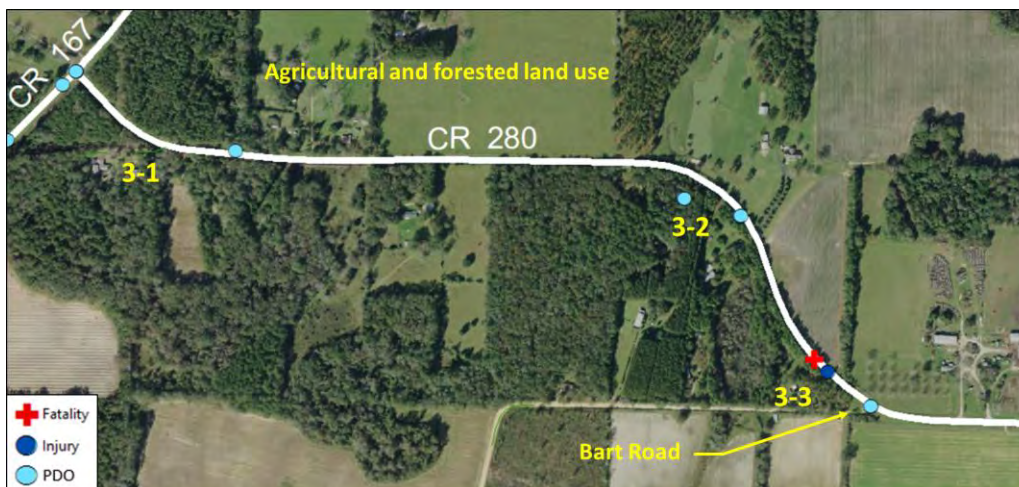 CR 167
Agricultural and forested land use
CR 280
3-1
3-2
3-3
Bart Road
Fatality
Injury
PDO